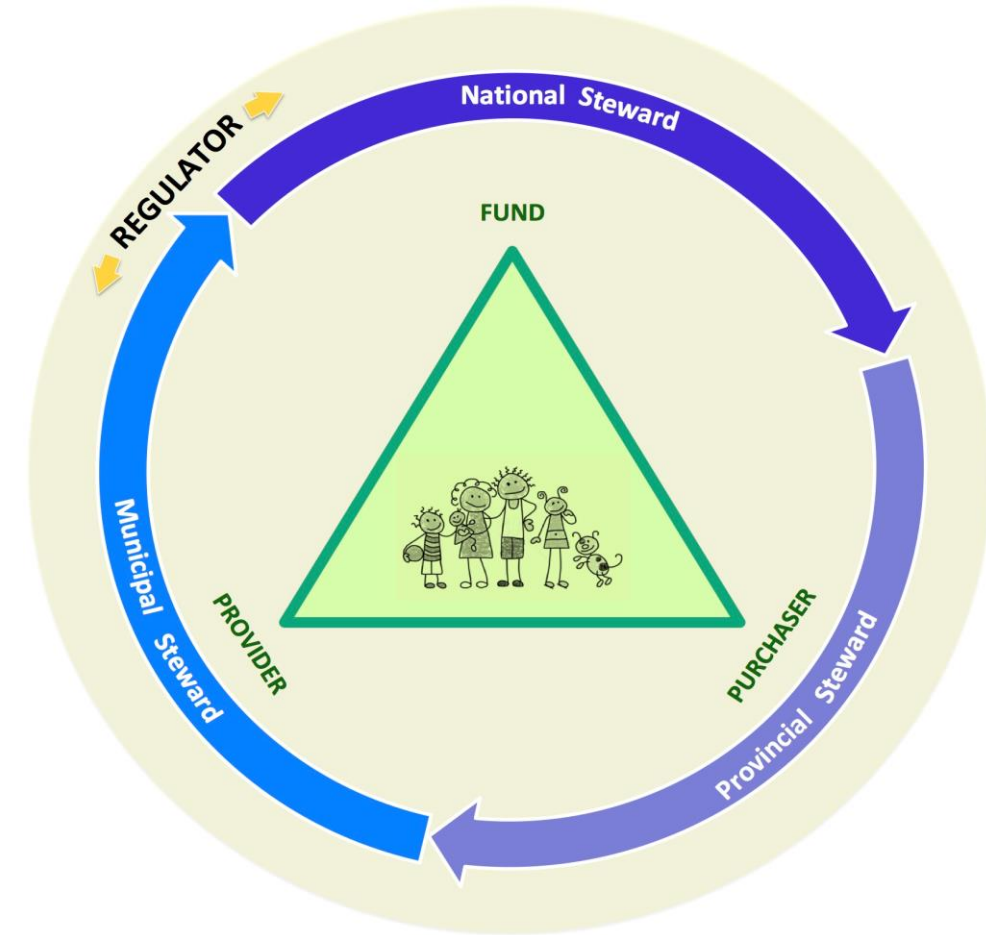 National Steward
REGULATOR
FUND
Municipal Steward
PROVIDER
PURCHASER
Provincial Steward